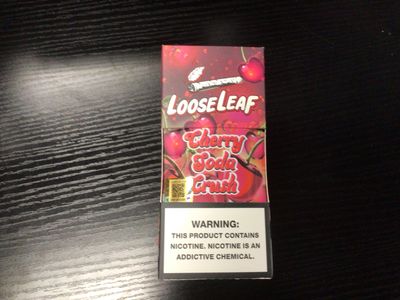 LOOSELEAF
Cherry
Soda
Crush
WARNING:
THIS PRODUCT CONTAINS
NICOTINE. NICOTINE IS AN
ADDICTIVE CHEMICAL.